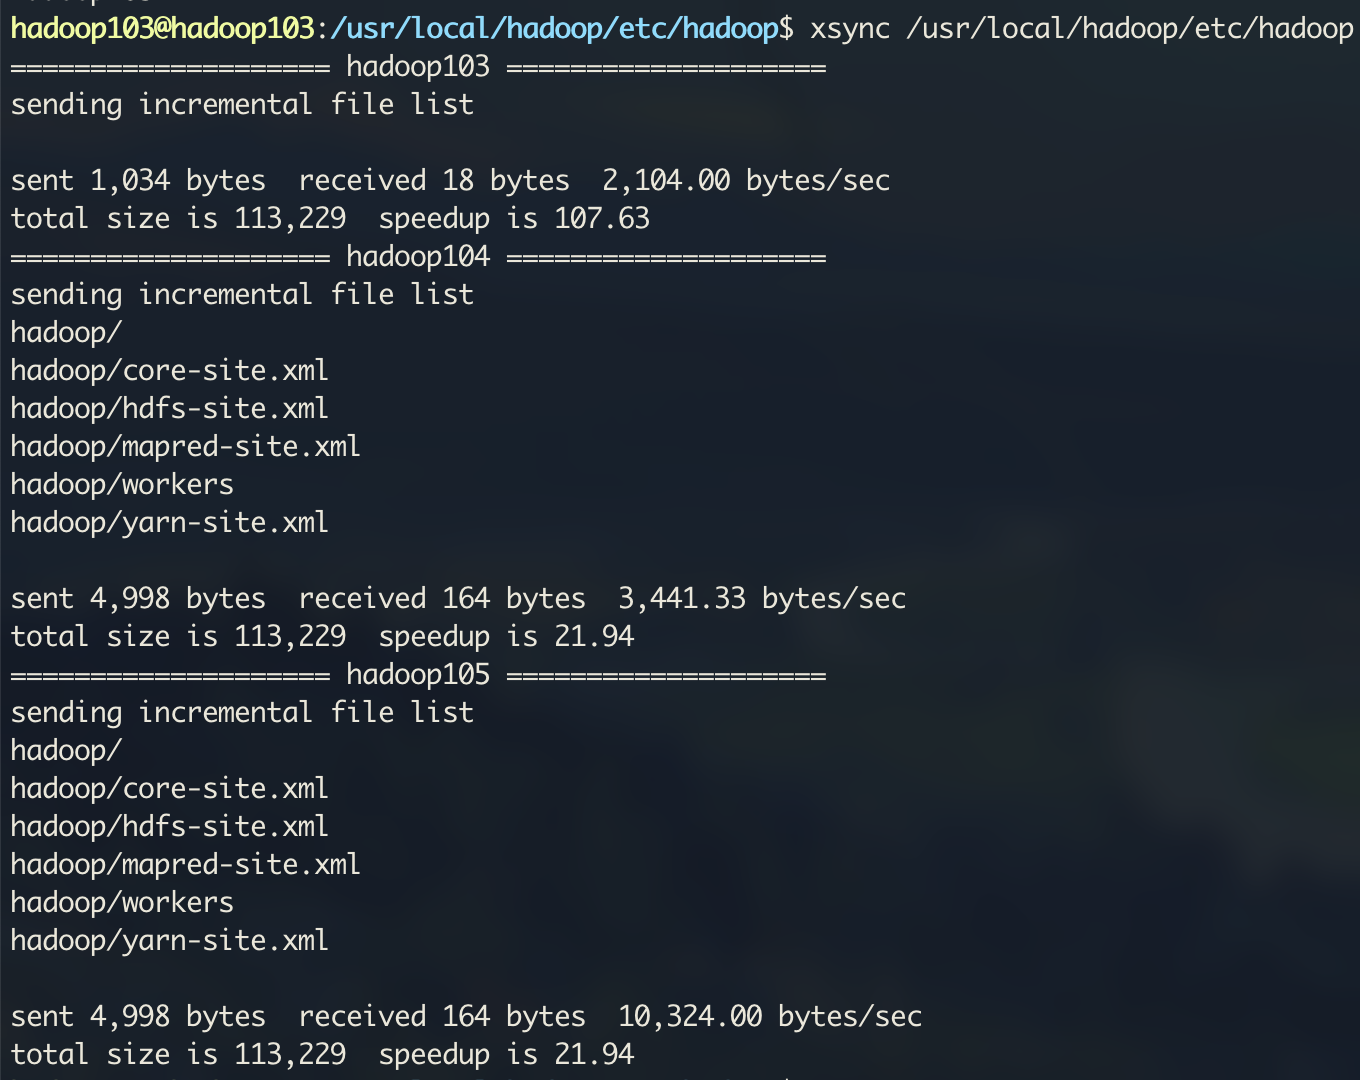 hadoop103@hadoop103:/usr/local/hadoop/etc/hadoop$ xsync /usr/local/hadoop/etc/hadoop
==================== hadoop103 ====================
sending incremental file list
sent 1,034 bytes  received 18 bytes  2,104.00 bytes/sec
total size is 113,229  speedup is 107.63
==================== hadoop104 ====================
sending incremental file list
hadoop/
hadoop/core-site.xml
hadoop/hdfs-site.xml
hadoop/mapred-site.xml
hadoop/workers
hadoop/yarn-site.xml
sent 4,998 bytes  received 164 bytes  3,441.33 bytes/sec
total size is 113,229  speedup is 21.94
==================== hadoop105 ====================
sending incremental file list
hadoop/
hadoop/core-site.xml
hadoop/hdfs-site.xml
hadoop/mapred-site.xml
hadoop/workers
hadoop/yarn-site.xml
sent 4,998 bytes  received 164 bytes  10,324.00 bytes/sec
total size is 113,229  speedup is 21.94